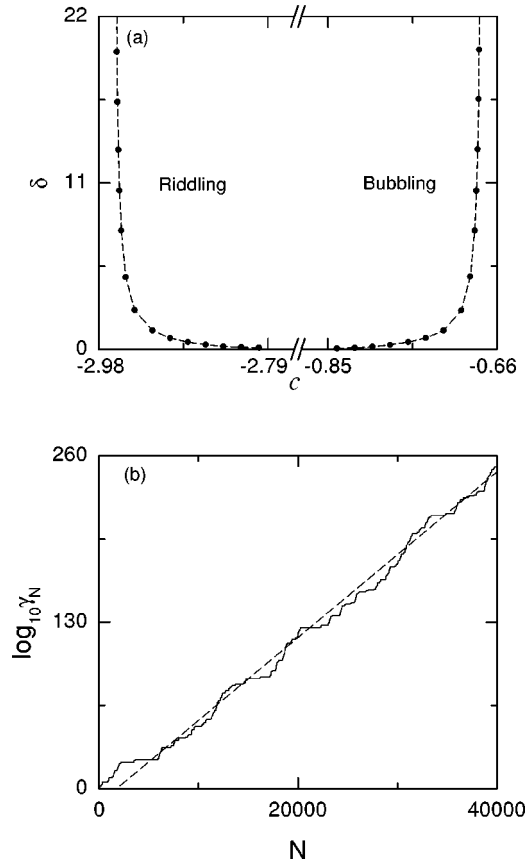 22
(a)
δ
11
Riddling
Bubbling
0
-2.98
-2.79
-0.85
-0.66
c
260
(b)
log₁₀γ_N
130
0
0
20000
40000
N